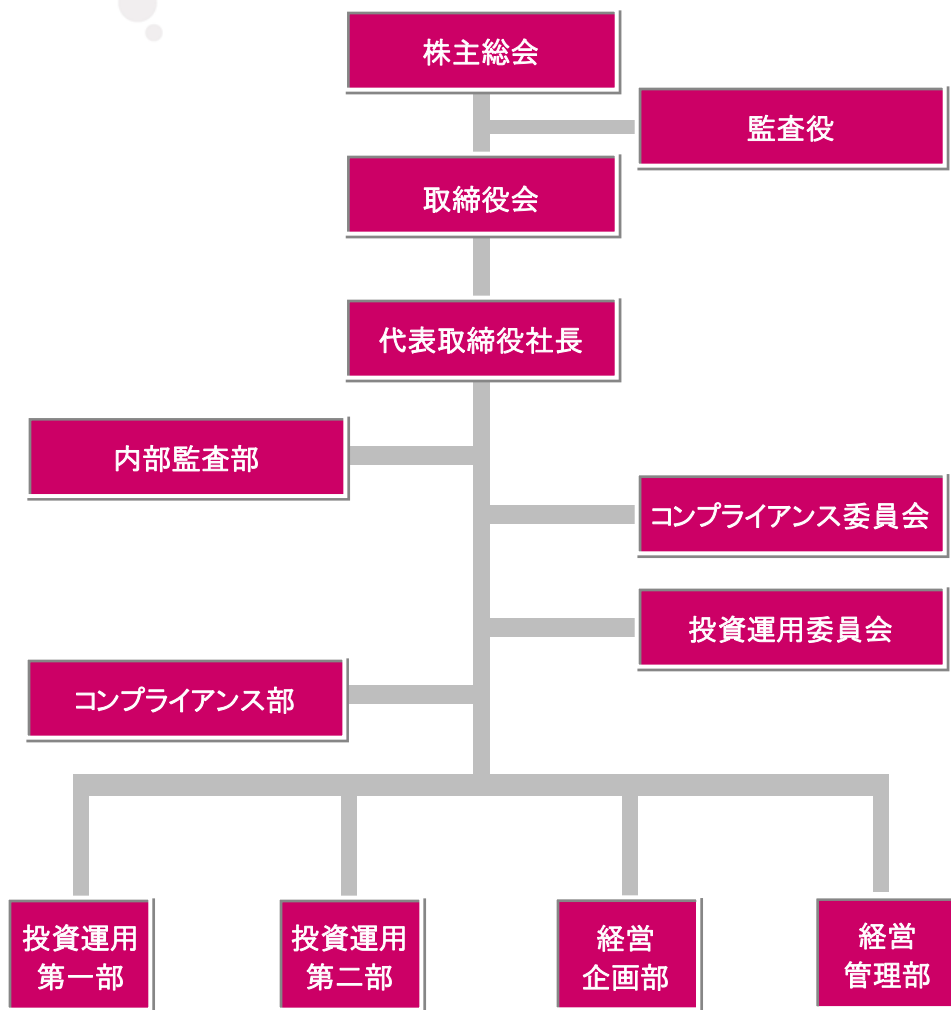 株主総会
監査役
取締役会
代表取締役社長
内部監査部
コンプライアンス委員会
投資運用委員会
コンプライアンス部
投資運用
第一部
投資運用
第二部
経営
企画部
経営
管理部